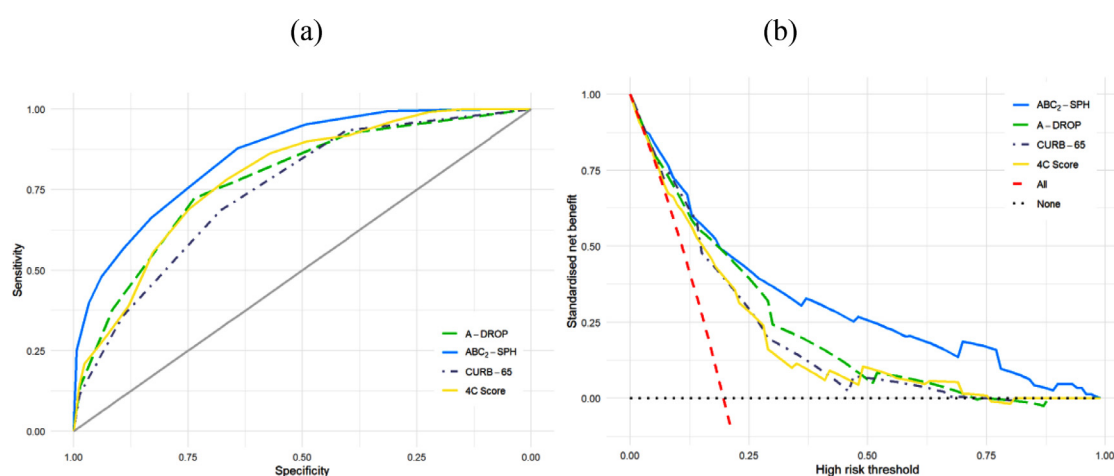 (a)
(b)
1.00
0.75
0.50
0.25
0.00
Sensitivity
1.00
0.75
0.50
0.25
0.00
Specificity
A – DROP
ABC₂ – SPH
CURB – 65
4C Score
1.00
0.75
0.50
0.25
0.00
Standardised net benefit
0.00
0.25
0.50
0.75
1.00
High risk threshold
ABC₂ – SPH
A – DROP
CURB – 65
4C Score
All
None